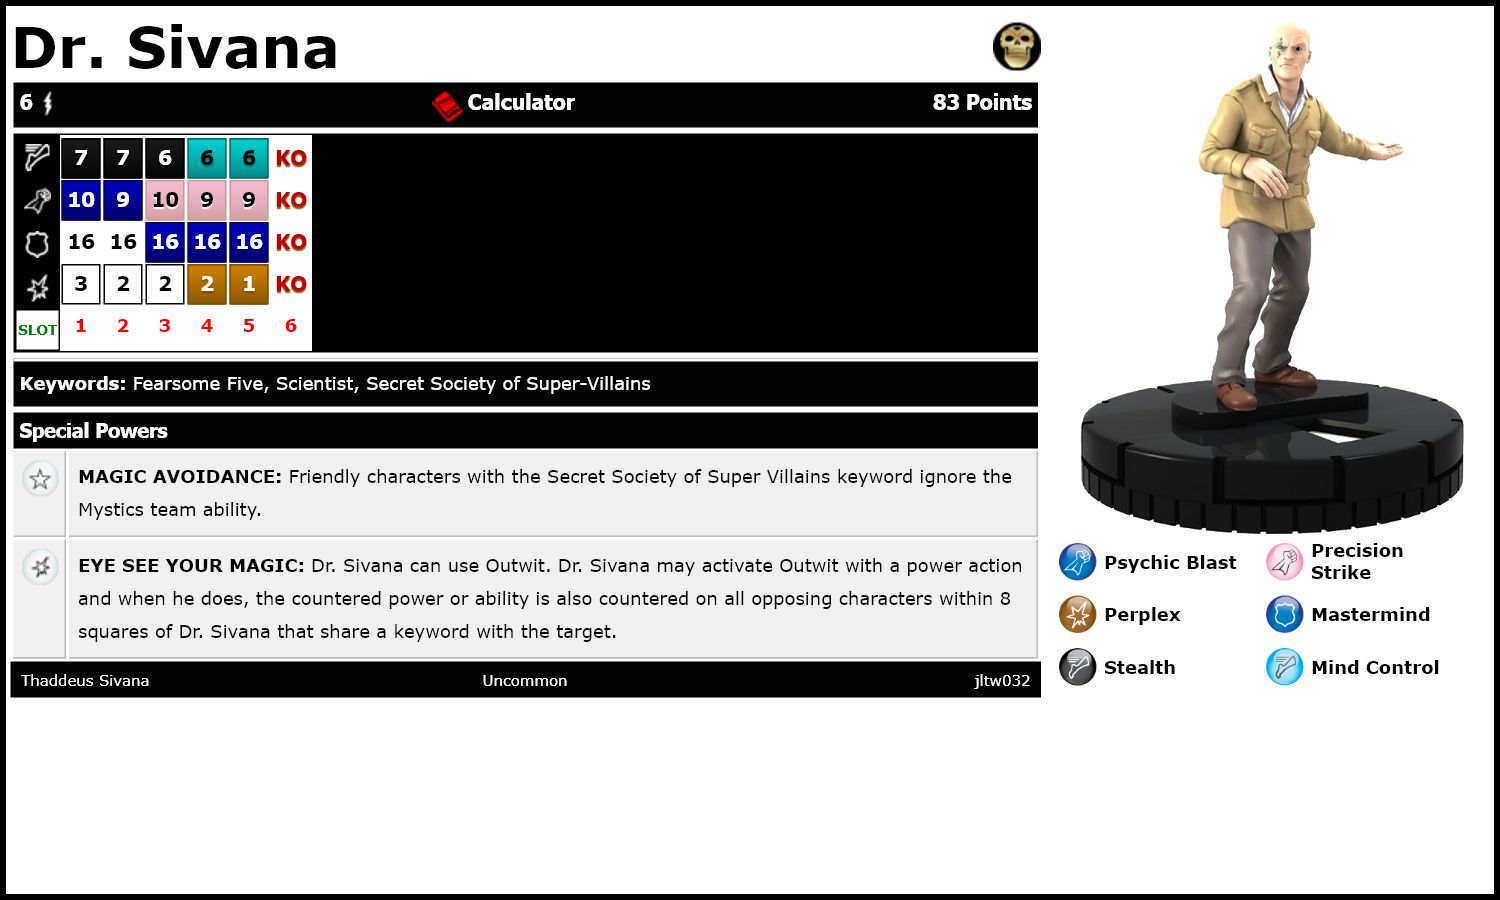 Dr. Sivana
6 Calculator 83 Points
7 7 6 6 6 KO
10 9 10 9 9 KO
16 16 16 16 16 KO
3 2 2 2 1 KO
SLOT 1 2 3 4 5 6
Keywords: Fearsome Five, Scientist, Secret Society of Super-Villains
Special Powers
MAGIC AVOIDANCE: Friendly characters with the Secret Society of Super Villains keyword ignore the
Mystics team ability.
EYE SEE YOUR MAGIC: Dr. Sivana can use Outwit. Dr. Sivana may activate Outwit with a power action
and when he does, the countered power or ability is also countered on all opposing characters within 8
squares of Dr. Sivana that share a keyword with the target.
Thaddeus Sivana Uncommon jltw032
Psychic Blast
Precision
Strike
Perplex
Mastermind
Stealth
Mind Control